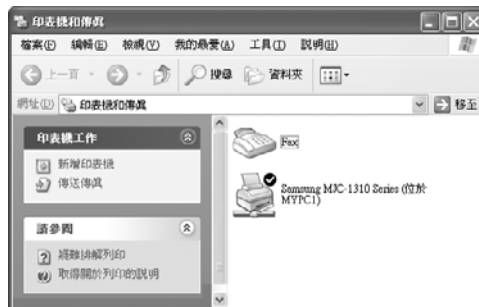 印表機和傳真
檔案(F) 編輯(E) 檢視(V) 我的最愛(A) 工具(T) 說明(H)
上一頁 搜尋 資料夾
網址(D) 印表機和傳真 移至
印表機工作
新增印表機
傳送傳真
請參閱
疑難排解列印
取得關於列印的說明
Fax
Samsung MJC-1310 Series (位於
MYPC1)